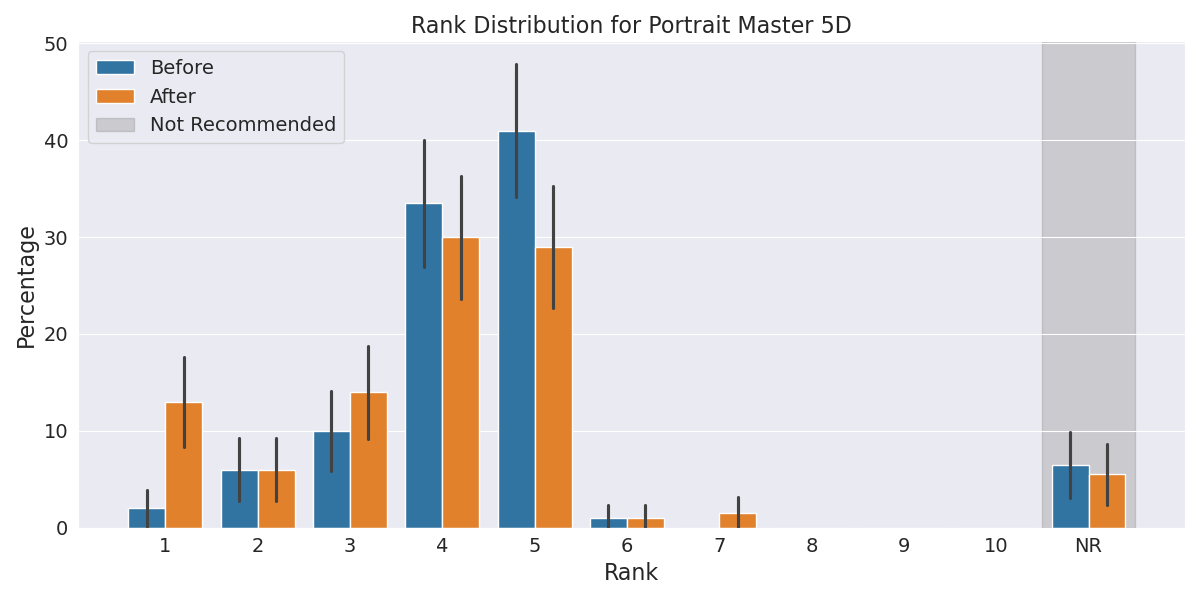 Rank Distribution for Portrait Master 5D
Before
After
Not Recommended
Percentage
50
40
30
20
10
0
1 2 3 4 5 6 7 8 9 10 NR
Rank